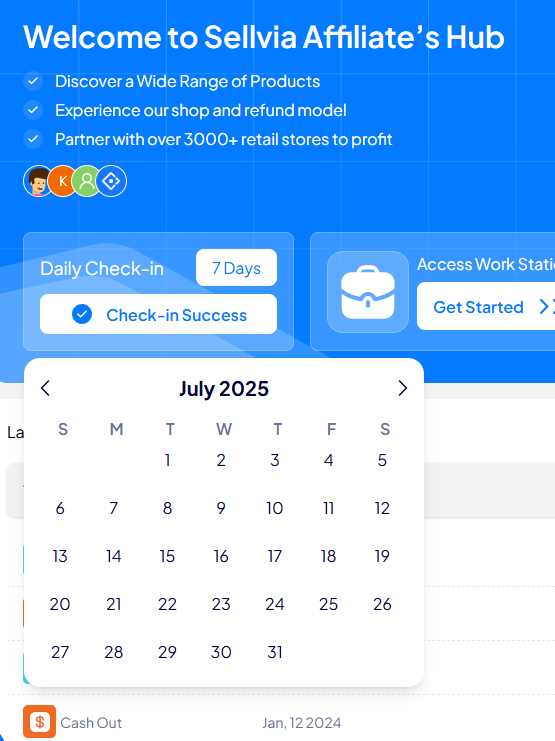 Welcome to Sellvia Affiliate's Hub
Discover a Wide Range of Products
Experience our shop and refund model
Partner with over 3000+ retail stores to profit
K
Daily Check-in
7 Days
Check-in Success
Access Work Stati
Get Started
July 2025
S M T W T F S
1 2 3 4 5
6 7 8 9 10 11 12
13 14 15 16 17 18 19
20 21 22 23 24 25 26
27 28 29 30 31
La
$
Cash Out Jan, 12 2024